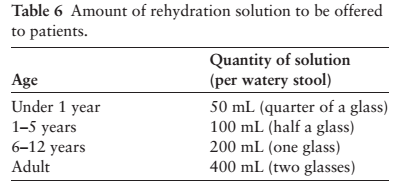 Table 6 Amount of rehydration solution to be offered
to patients.
Quantity of solution
Age (per watery stool)
Under 1 year 50 mL (quarter of a glass)
1–5 years 100 mL (half a glass)
6–12 years 200 mL (one glass)
Adult 400 mL (two glasses)